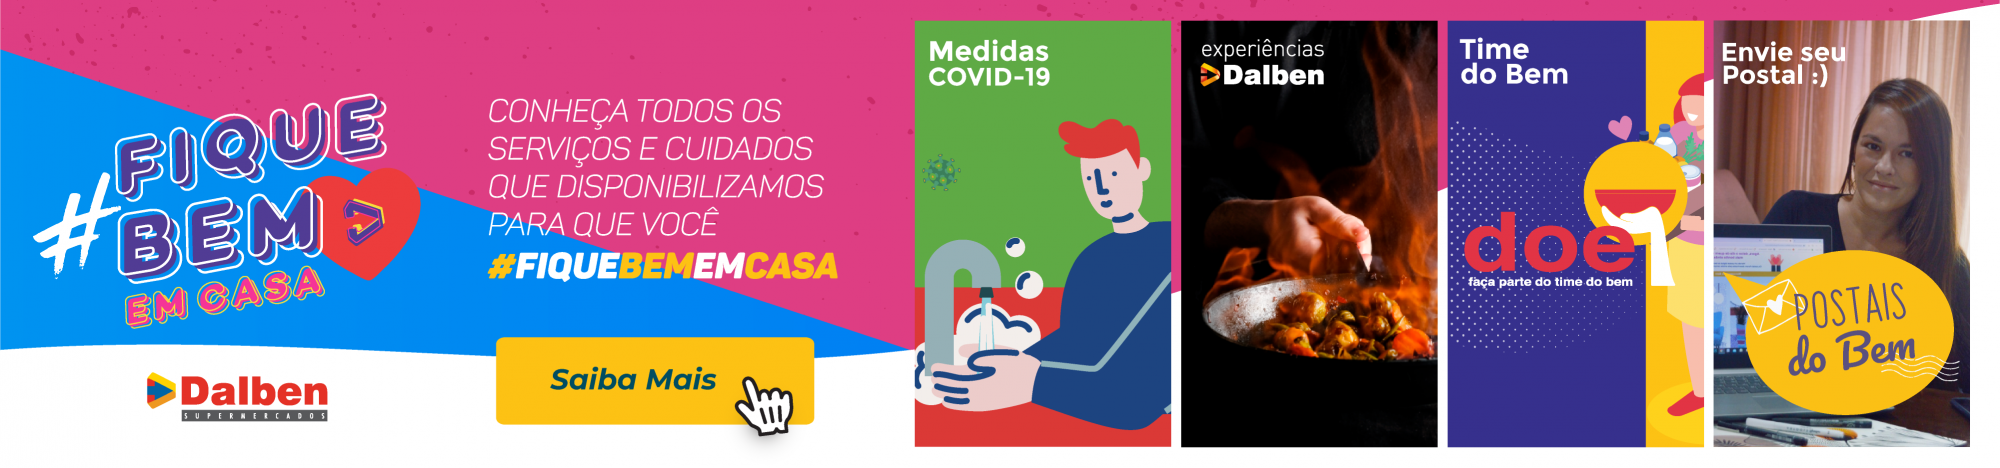 #FIQUE
BEM
EM CASA
Dalben
SUPERMERCADOS
CONHEÇA TODOS OS
SERVIÇOS E CUIDADOS
QUE DISPONIBILIZAMOS
PARA QUE VOCÊ
#FIQUEBEMEMCASA
Saiba Mais
Medidas
COVID-19
experiências
Dalben
Time
do Bem
doe
faça parte do time do bem
Envie seu
Postal :)
POSTAIS
do Bem